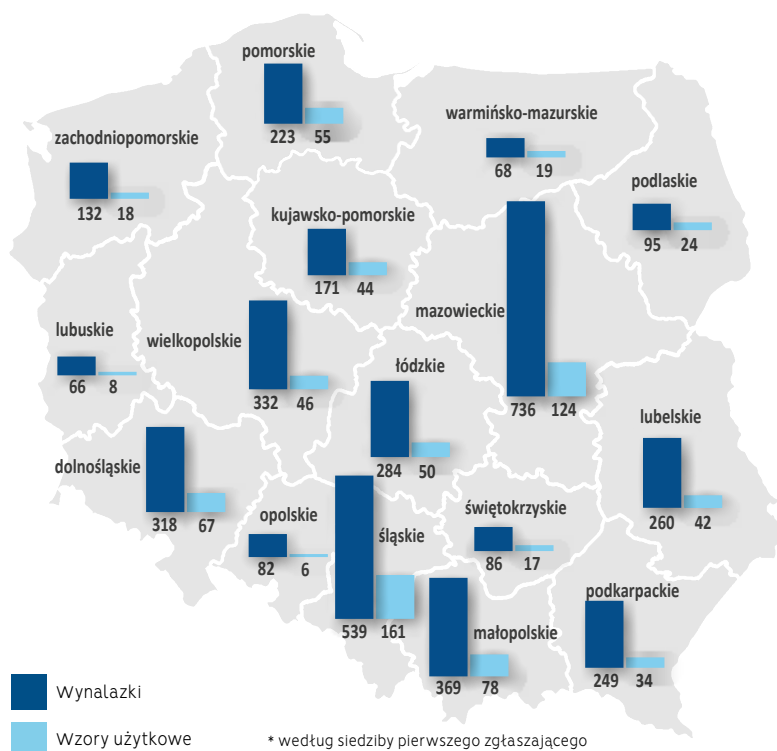 pomorskie
223 55
warmińsko-mazurskie
68 19
zachodniopomorskie
132 18
podlaskie
95 24
kujawsko-pomorskie
171 44
mazowieckie
736 124
lubuskie
66 8
wielkopolskie
332 46
łódzkie
284 50
lubelskie
260 42
dolnośląskie
318 67
opolskie
82 6
śląskie
539 161
świętokrzyskie
86 17
małopolskie
369 78
podkarpackie
249 34
Wynalazki
Wzory użytkowe
* według siedziby pierwszego zgłaszającego